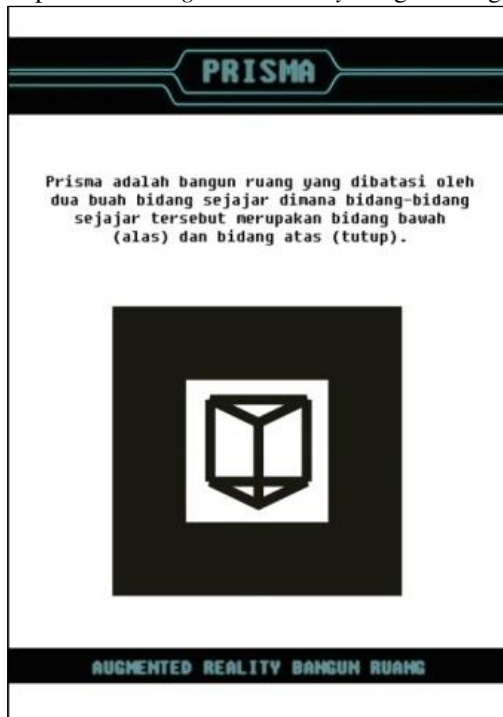 PRISMA
Prisma adalah bangun ruang yang dibatasi oleh
dua buah bidang sejajar dimana bidang-bidang
sejajar tersebut merupakan bidang bawah
(alas) dan bidang atas (tutup).
AUGMENTED REALITY BANGUN RUANG